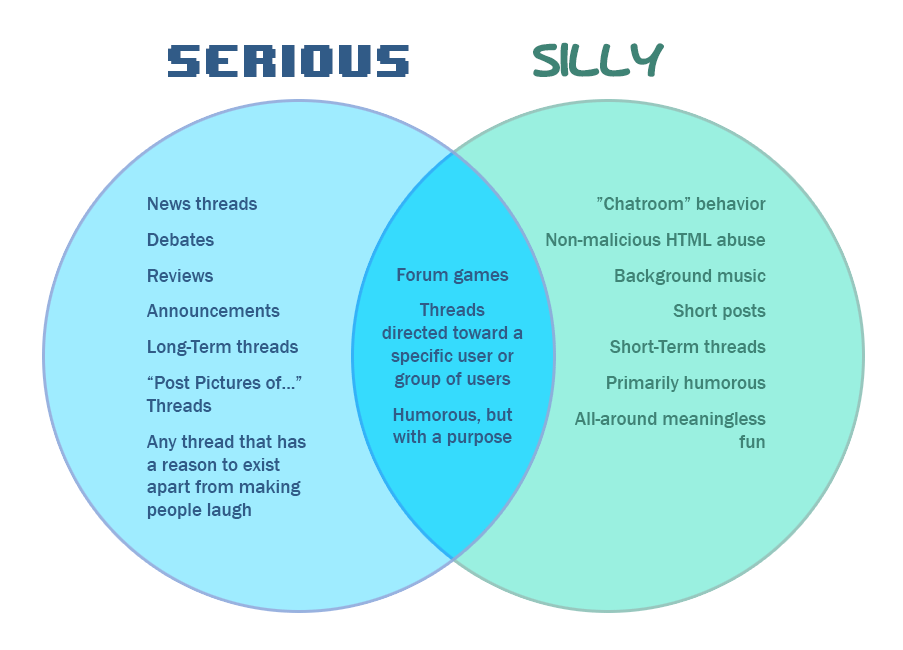 SERIOUS
SILLY
News threads
Debates
Reviews
Announcements
Long-Term threads
“Post Pictures of...”
Threads
Any thread that has
a reason to exist
apart from making
people laugh
Forum games
Threads
directed toward a
specific user or
group of users
Humorous, but
with a purpose
”Chatroom” behavior
Non-malicious HTML abuse
Background music
Short posts
Short-Term threads
Primarily humorous
All-around meaningless
fun